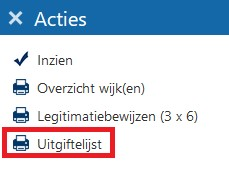 Acties
Inzien
Overzicht wijk(en)
Legitimatiebewijzen (3 x 6)
Uitgiftelijst